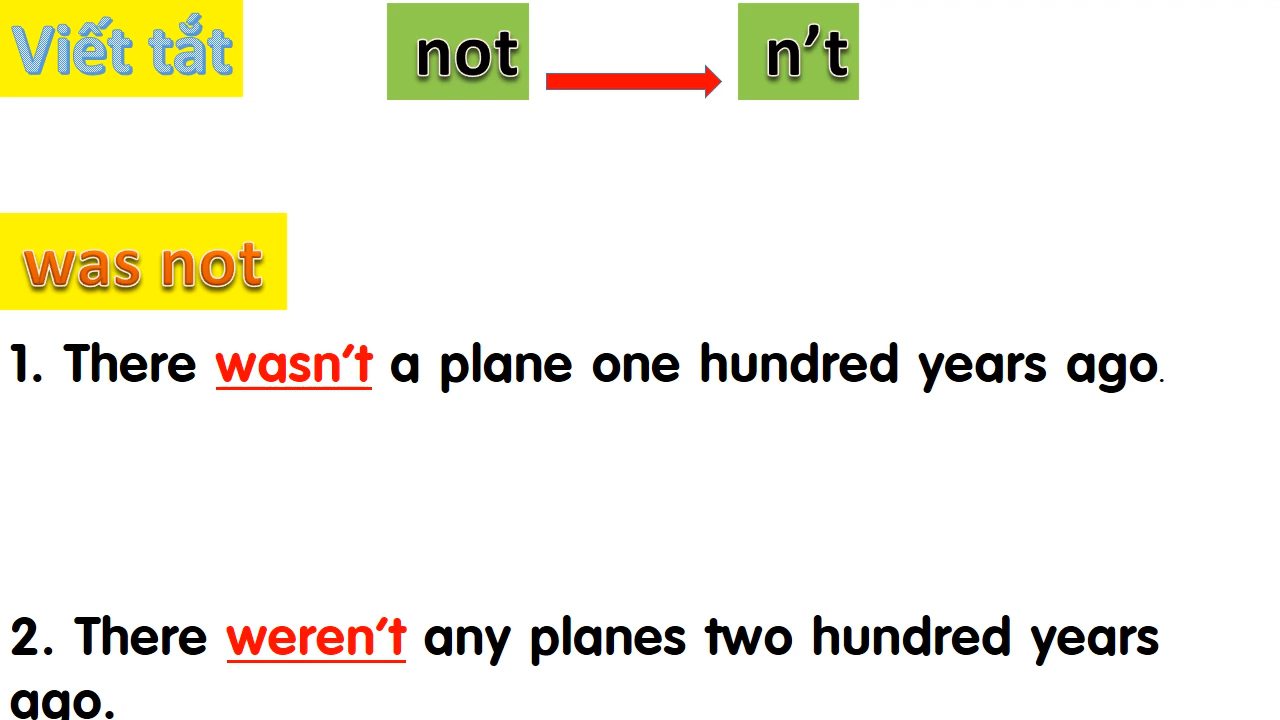 Viết tắt
not
n’t
was not
1. There wasn’t a plane one hundred years ago.
2. There weren’t any planes two hundred years
ago.